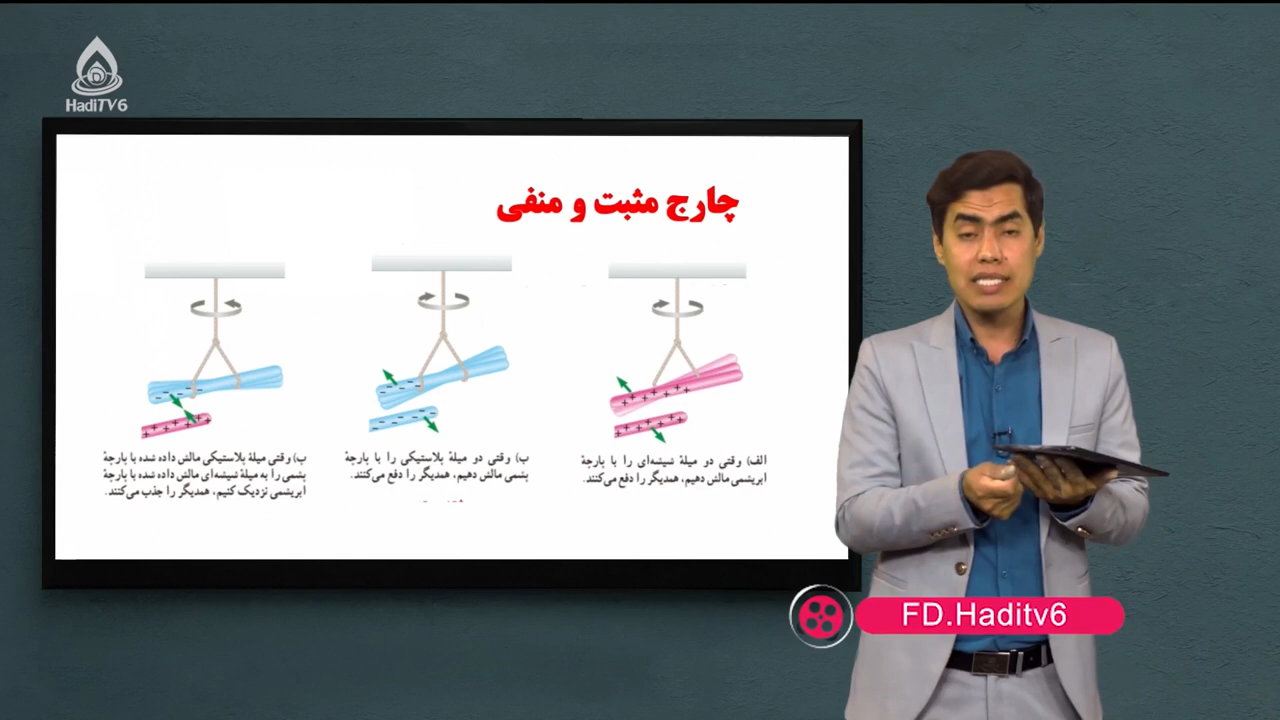 HadiTV6
چارج مثبت و منفی
الف) وقتی دو میلهٔ شیشه‌ای را با پارچهٔ
ابریشمی مالش دهیم، همدیگر را دفع می‌کنند.
ب) وقتی دو میلهٔ پلاستیکی را با پارچهٔ
پشمی مالش دهیم، همدیگر را دفع می‌کنند.
ب) وقتی میلهٔ پلاستیکی مالش داده شده با پارچهٔ
پشمی را به میلهٔ شیشه‌ای مالش داده شده با پارچهٔ
ابریشمی نزدیک کنیم، همدیگر را جذب می‌کنند.
FD.Haditv6